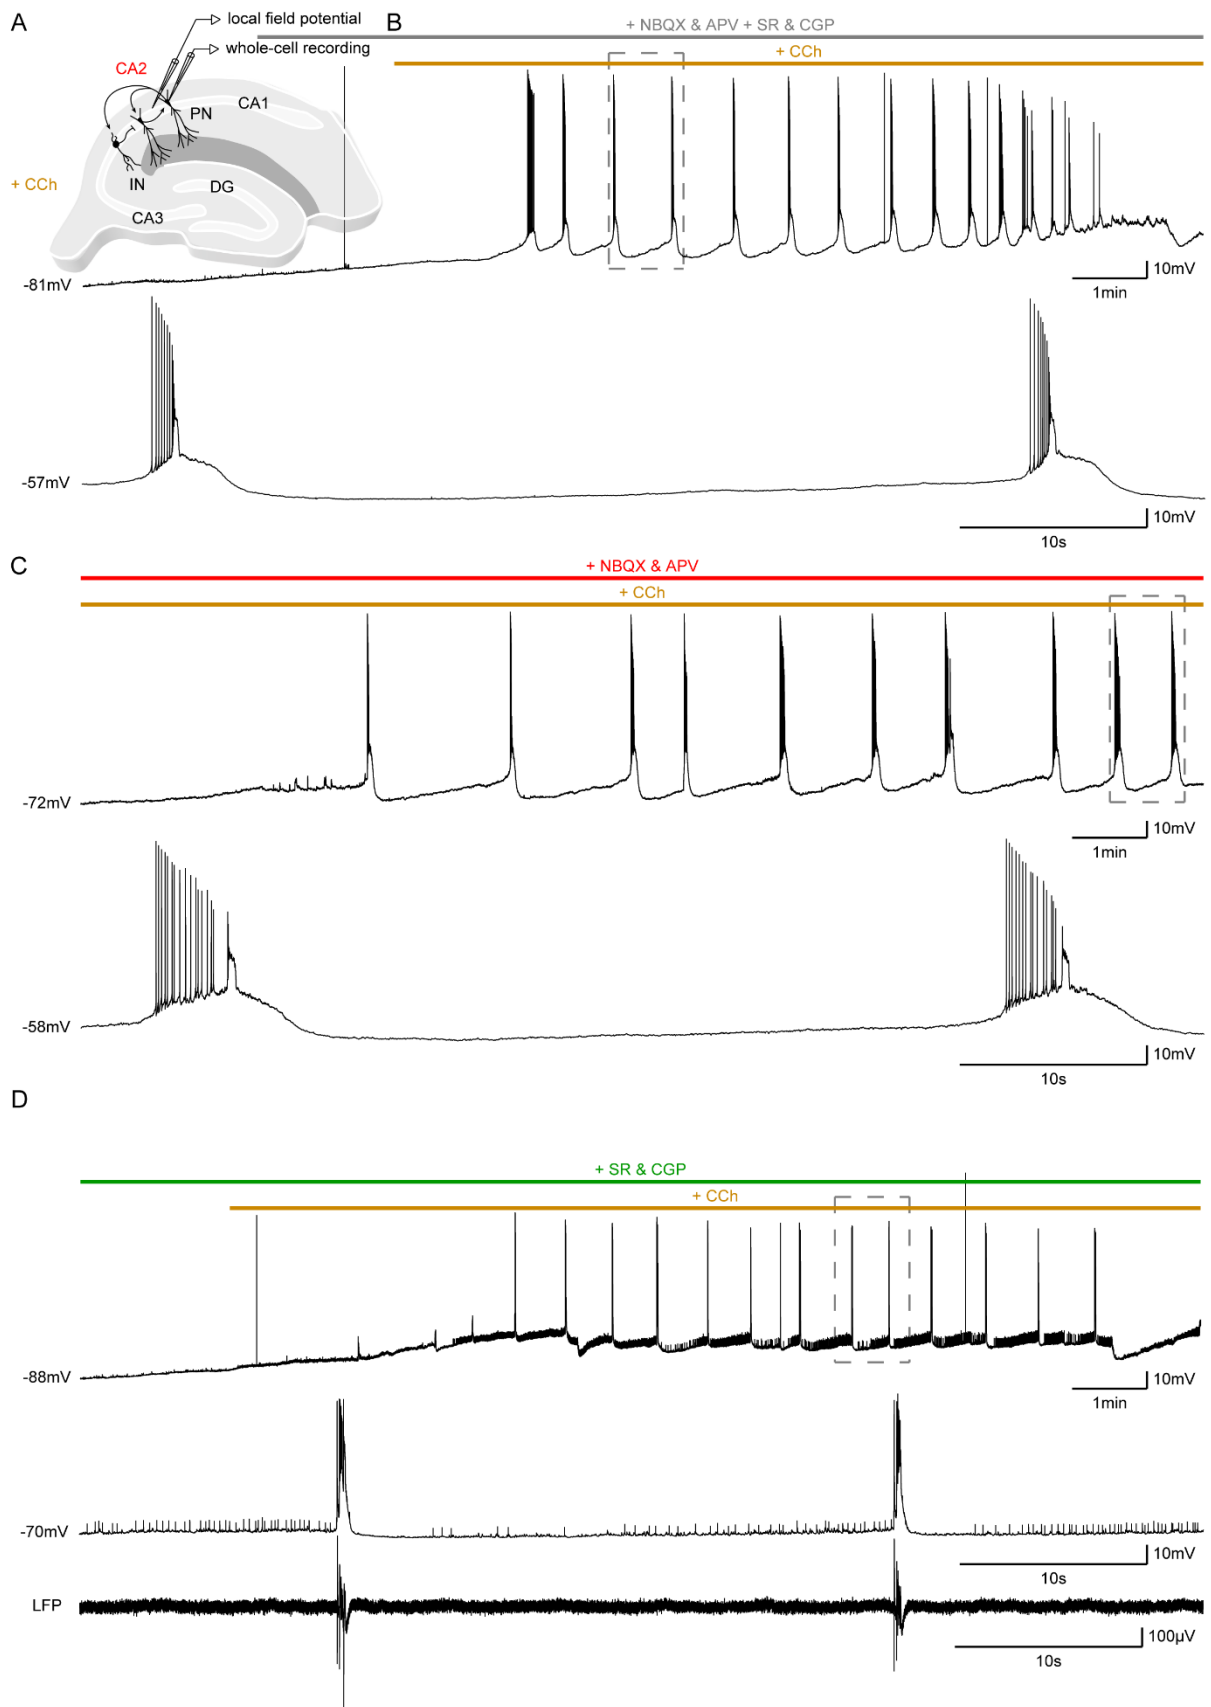 A
local field potential
whole-cell recording
CA2
PN
CA1
IN
DG
CA3
+ CCh
B
+ NBQX & APV + SR & CGP
+ CCh
-81mV
10mV
1min
-57mV
10mV
10s
C
+ NBQX & APV
+ CCh
-72mV
10mV
1min
-58mV
10mV
10s
D
+ SR & CGP
+ CCh
-88mV
10mV
1min
-70mV
10mV
10s
LFP
100µV
10s